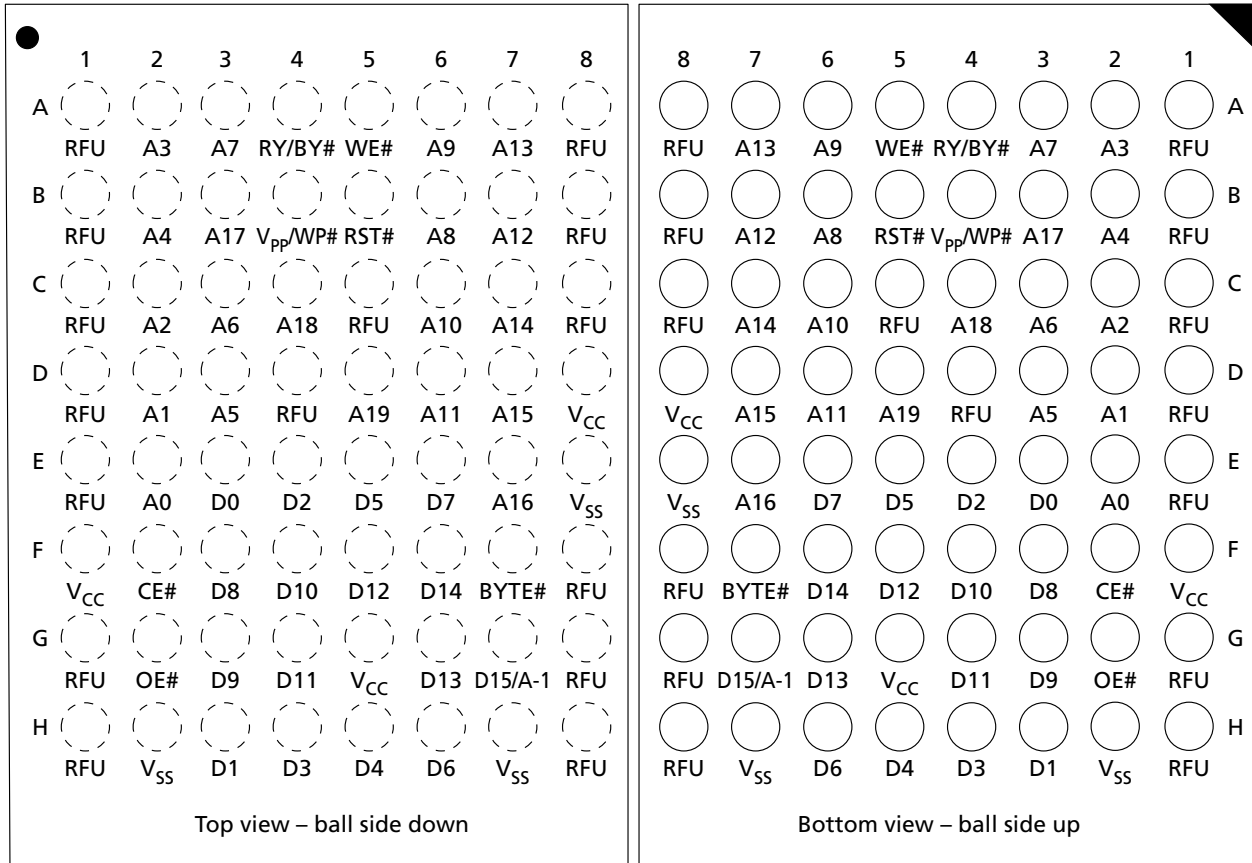 1 2 3 4 5 6 7 8
A
RFU A3 A7 RY/BY# WE# A9 A13 RFU
B
RFU A4 A17 VPP/WP# RST# A8 A12 RFU
C
RFU A2 A6 A18 RFU A10 A14 RFU
D
RFU A1 A5 RFU A19 A11 A15 VCC
E
RFU A0 D0 D2 D5 D7 A16 VSS
F
VCC CE# D8 D10 D12 D14 BYTE# RFU
G
RFU OE# D9 D11 VCC D13 D15/A-1 RFU
H
RFU VSS D1 D3 D4 D6 VSS RFU
Top view – ball side down
8 7 6 5 4 3 2 1
A
RFU A13 A9 WE# RY/BY# A7 A3 RFU
B
RFU A12 A8 RST# VPP/WP# A17 A4 RFU
C
RFU A14 A10 RFU A18 A6 A2 RFU
D
VCC A15 A11 A19 RFU A5 A1 RFU
E
VSS A16 D7 D5 D2 D0 A0 RFU
F
RFU BYTE# D14 D12 D10 D8 CE# VCC
G
RFU D15/A-1 D13 VCC D11 D9 OE# RFU
H
RFU VSS D6 D4 D3 D1 VSS RFU
Bottom view – ball side up